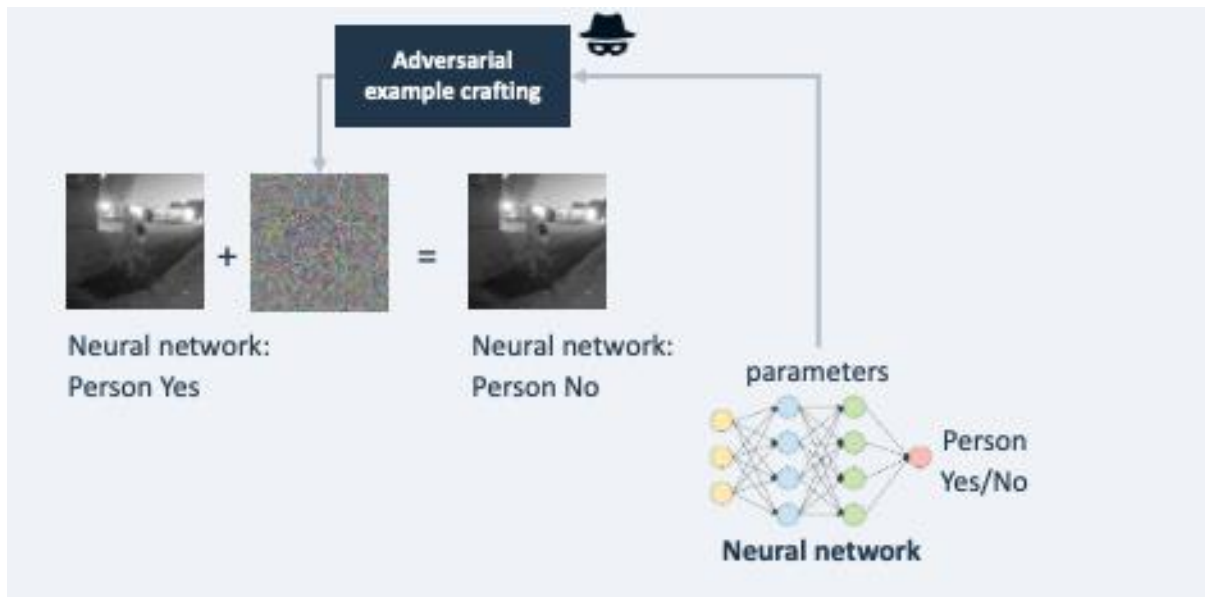 Adversarial
example crafting
+
=
Neural network:
Person Yes
Neural network:
Person No
parameters
Person
Yes/No
Neural network